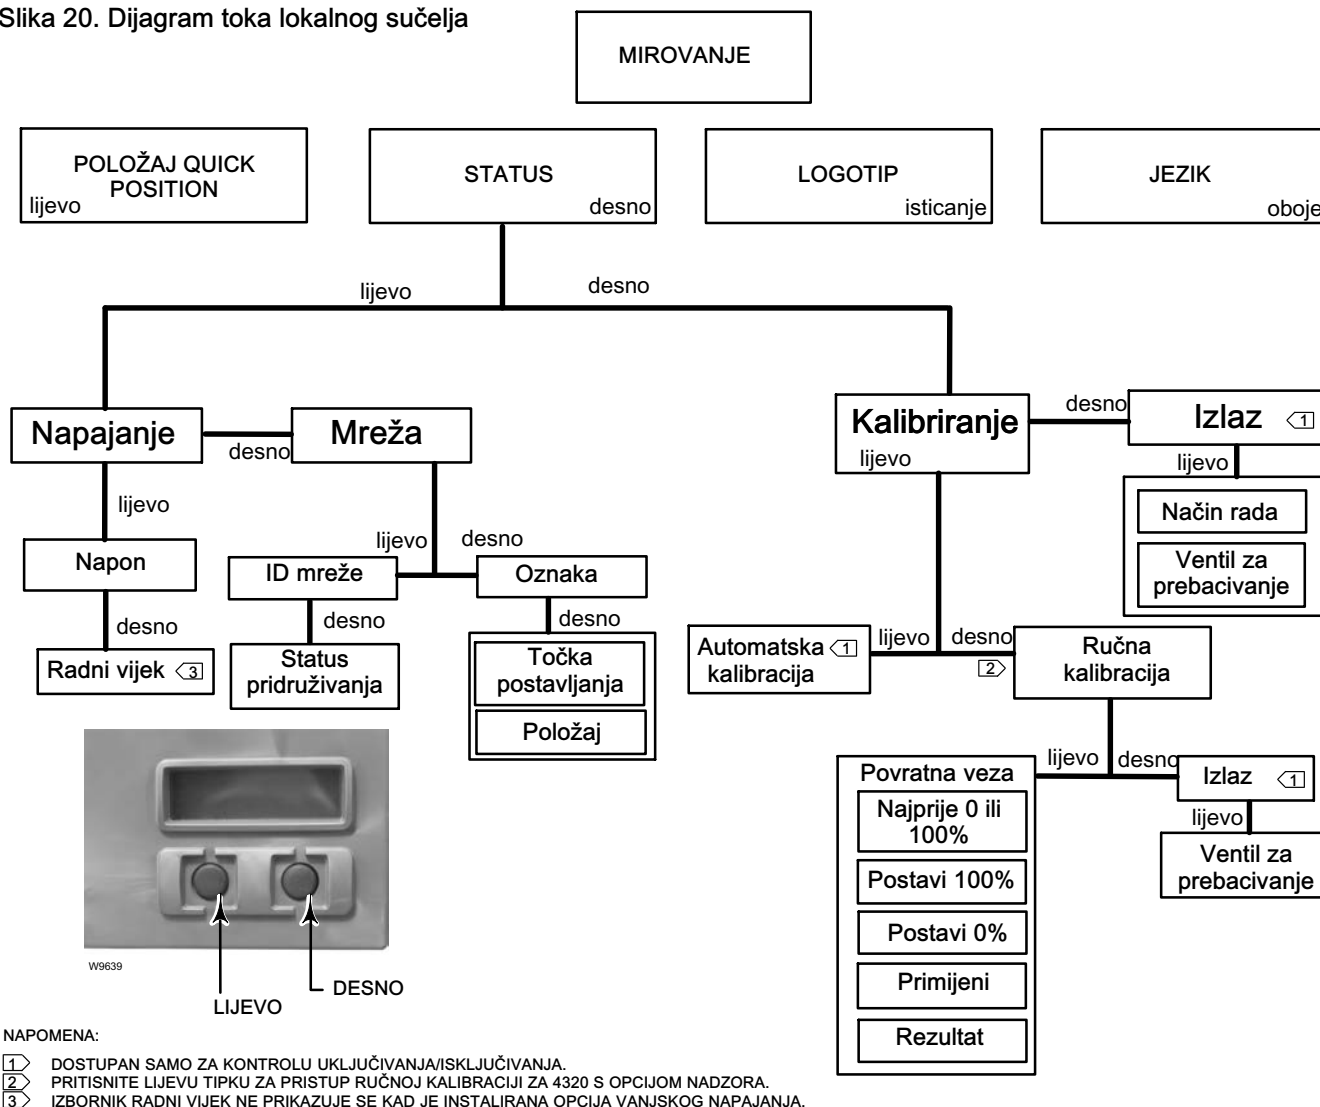 Slika 20. Dijagram toka lokalnog sučelja
MIROVANJE
POLOŽAJ QUICK
POSITION
lijevo
STATUS
desno
LOGOTIP
isticanje
JEZIK
oboje
lijevo
desno
Napajanje
desno
Mreža
Kalibriranje
lijevo
desno
Izlaz 1
lijevo
Način rada
Ventil za
prebacivanje
lijevo
Napon
desno
Radni vijek 3
lijevo
desno
ID mreže
desno
Status
pridruživanja
Oznaka
desno
Točka
postavljanja
Položaj
Automatska 1
kalibracija
lijevo
desno
2
Ručna
kalibracija
lijevo
desno
Povratna veza
Najprije 0 ili
100%
Postavi 100%
Postavi 0%
Primijeni
Rezultat
Izlaz 1
lijevo
Ventil za
prebacivanje
W9639
LIJEVO
DESNO
NAPOMENA:
1 DOSTUPAN SAMO ZA KONTROLU UKLJUČIVANJA/ISKLJUČIVANJA.
2 PRITISNITE LIJEVU TIPKU ZA PRISTUP RUČNOJ KALIBRACIJI ZA 4320 S OPCIJOM NADZORA.
3 IZBORNIK RADNI VIJEK NE PRIKAZUJE SE KAD JE INSTALIRANA OPCIJA VANJSKOG NAPAJANJA.